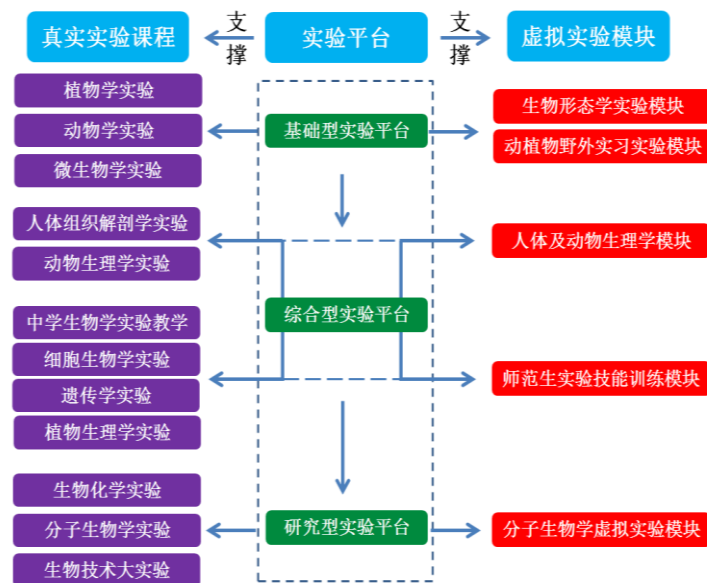 真实实验课程
支撑
实验平台
支撑
虚拟实验模块
植物学实验
动物学实验
微生物学实验
基础型实验平台
生物形态学实验模块
动植物野外实习实验模块
人体组织解剖学实验
动物生理学实验
人体及动物生理学模块
中学生物学实验教学
细胞生物学实验
遗传学实验
植物生理学实验
综合型实验平台
师范生实验技能训练模块
生物化学实验
分子生物学实验
生物技术大实验
研究型实验平台
分子生物学虚拟实验模块